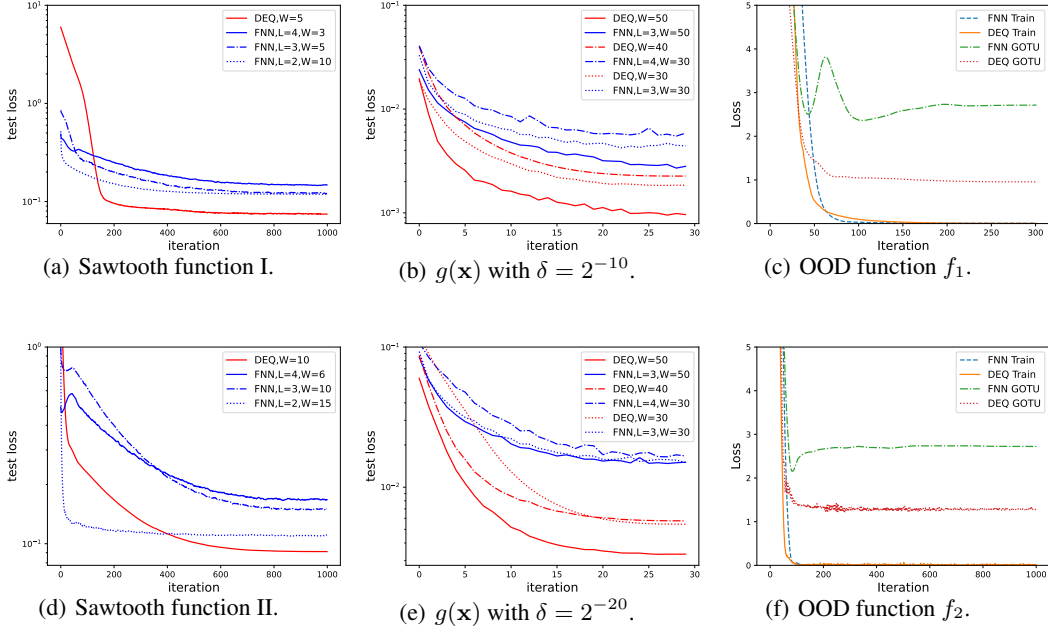 test loss
10^1
10^0
10^{-1}
DEQ,W=5
FNN,L=4,W=3
FNN,L=3,W=5
FNN,L=2,W=10
0 200 400 600 800 1000
iteration
(a) Sawtooth function I.
test loss
10^{-1}
10^{-2}
10^{-3}
DEQ,W=50
FNN,L=3,W=50
DEQ,W=40
FNN,L=4,W=30
DEQ,W=30
FNN,L=3,W=30
0 5 10 15 20 25 30
iteration
(b) g(x) with δ = 2^{-10}.
Loss
5
4
3
2
1
0
FNN Train
DEQ Train
FNN GOTU
DEQ GOTU
0 50 100 150 100 200 300
Iteration
(c) OOD function f_1.
test loss
10^0
10^{-1}
DEQ,W=10
FNN,L=4,W=6
FNN,L=3,W=10
FNN,L=2,W=15
0 200 400 600 800 1000
iteration
(d) Sawtooth function II.
test loss
10^{-1}
10^{-2}
DEQ,W=50
FNN,L=3,W=50
DEQ,W=40
FNN,L=4,W=30
DEQ,W=30
FNN,L=3,W=30
0 5 10 15 20 25 30
iteration
(e) g(x) with δ = 2^{-20}.
Loss
5
4
3
2
1
0
FNN Train
DEQ Train
FNN GOTU
DEQ GOTU
0 200 400 600 800 1000
Iteration
(f) OOD function f_2.